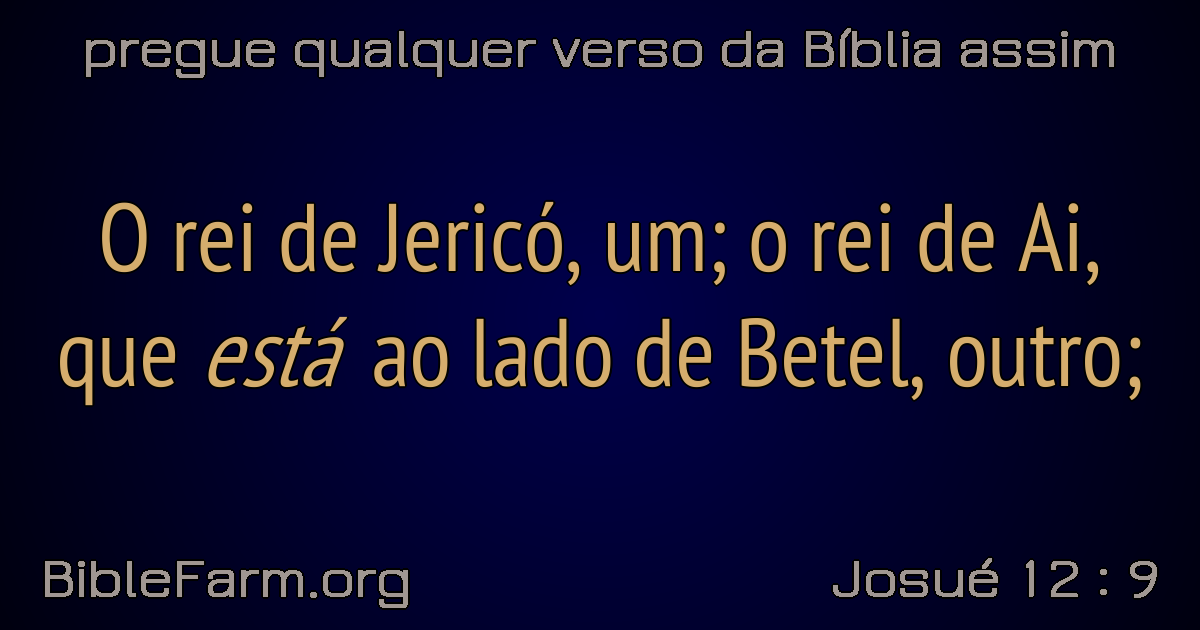 pregue qualquer verso da Bíblia assim
O rei de Jericó, um; o rei de Ai,
que está ao lado de Betel, outro;
BibleFarm.org
Josué 12 : 9